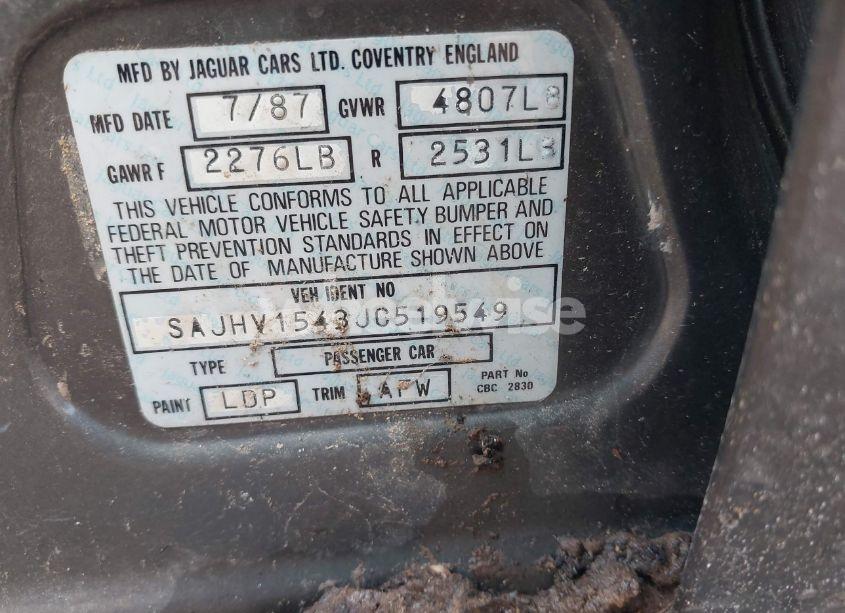 MFD BY JAGUAR CARS LTD. COVENTRY ENGLAND
MFD DATE 7/87 GVWR 4807LB
GAWR F 2276LB R 2531LB
THIS VEHICLE CONFORMS TO ALL APPLICABLE
FEDERAL MOTOR VEHICLE SAFETY BUMPER AND
THEFT PREVENTION STANDARDS IN EFFECT ON
THE DATE OF MANUFACTURE SHOWN ABOVE
VEH IDENT NO
SAJHV1543JC519549
TYPE PASSENGER CAR
PAINT LDP TRIM AFW PART No
CBC 2830